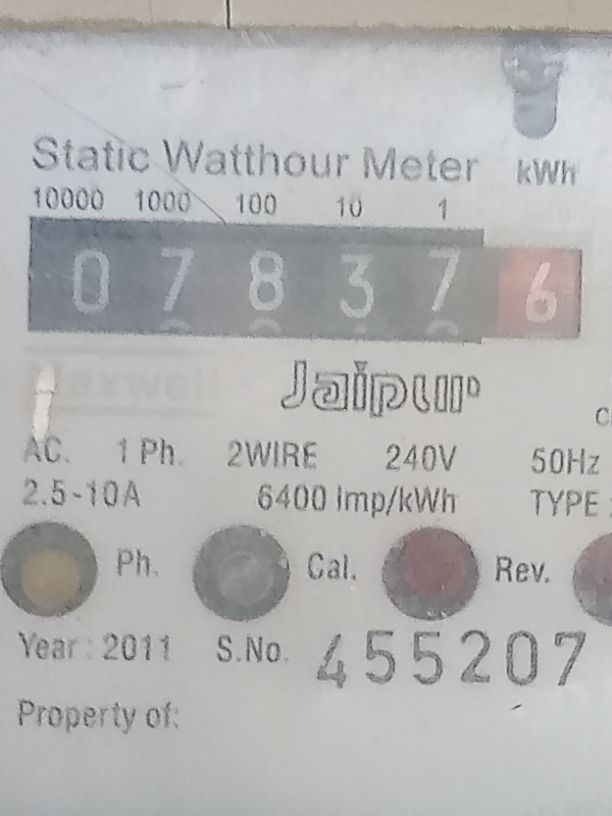 Static Watthour Meter kWh
10000 1000 100 10 1
0 7 8 3 7 6
Maxwell
Jaipur
AC. 1 Ph. 2WIRE 240V 50Hz
2.5-10A 6400 imp/kWh TYPE :
Ph. Cal. Rev.
Year : 2011 S.No. 455207
Property of: